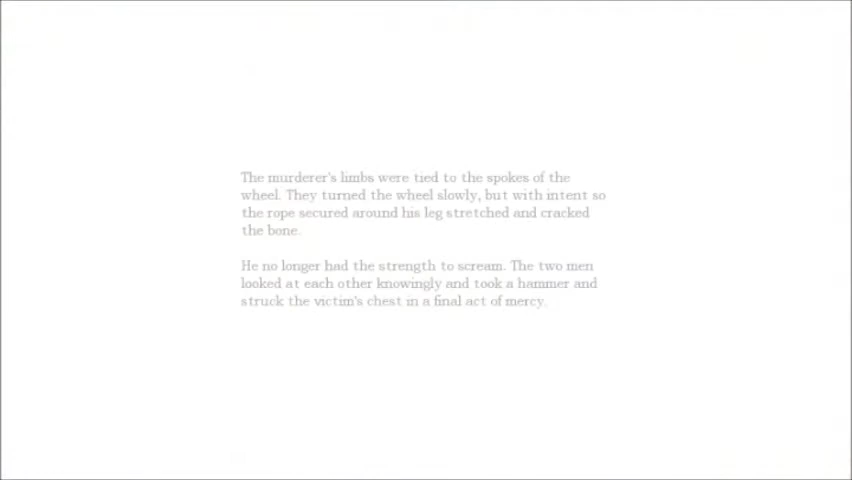 The murderer's limbs were tied to the spokes of the
wheel. They turned the wheel slowly, but with intent so
the rope secured around his leg stretched and cracked
the bone.
He no longer had the strength to scream. The two men
looked at each other knowingly and took a hammer and
struck the victim's chest in a final act of mercy.